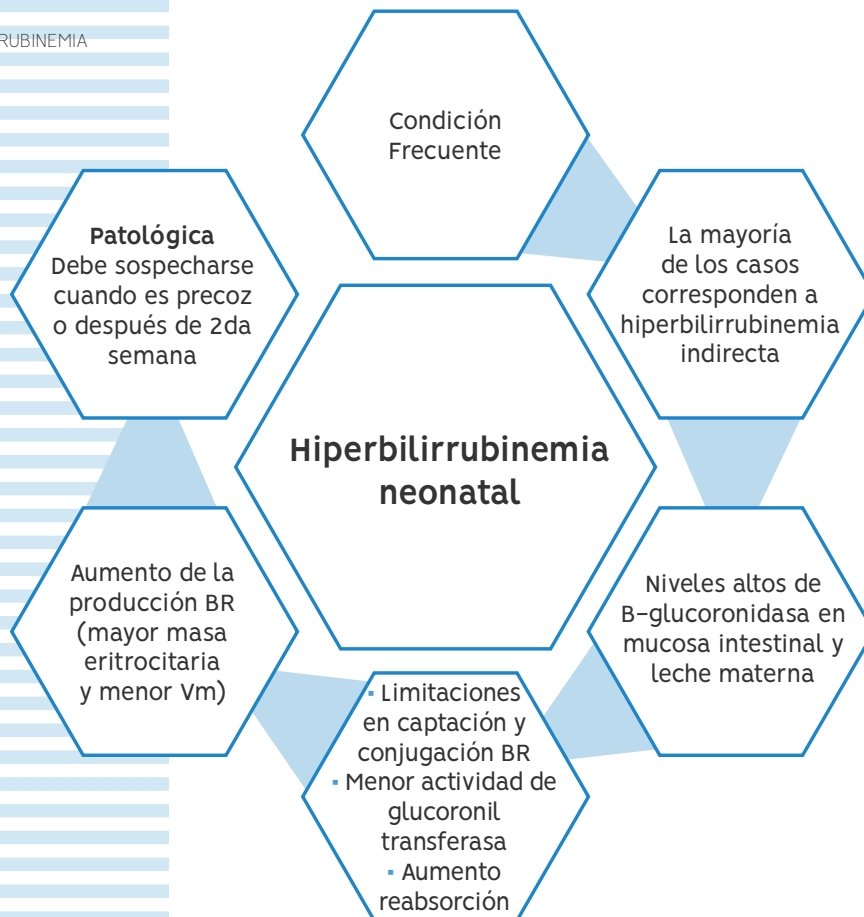 RUBINEMIA
Condición
Frecuente
La mayoría
de los casos
corresponden a
hiperbilirrubinemia
indirecta
Niveles altos de
B-glucoronidasa en
mucosa intestinal y
leche materna
▪ Limitaciones
en captación y
conjugación BR
▪ Menor actividad de
glucoronil
transferasa
▪ Aumento
reabsorción
Aumento de la
producción BR
(mayor masa
eritrocitaria
y menor Vm)
Patológica
Debe sospecharse
cuando es precoz
o después de 2da
semana
Hiperbilirrubinemia
neonatal